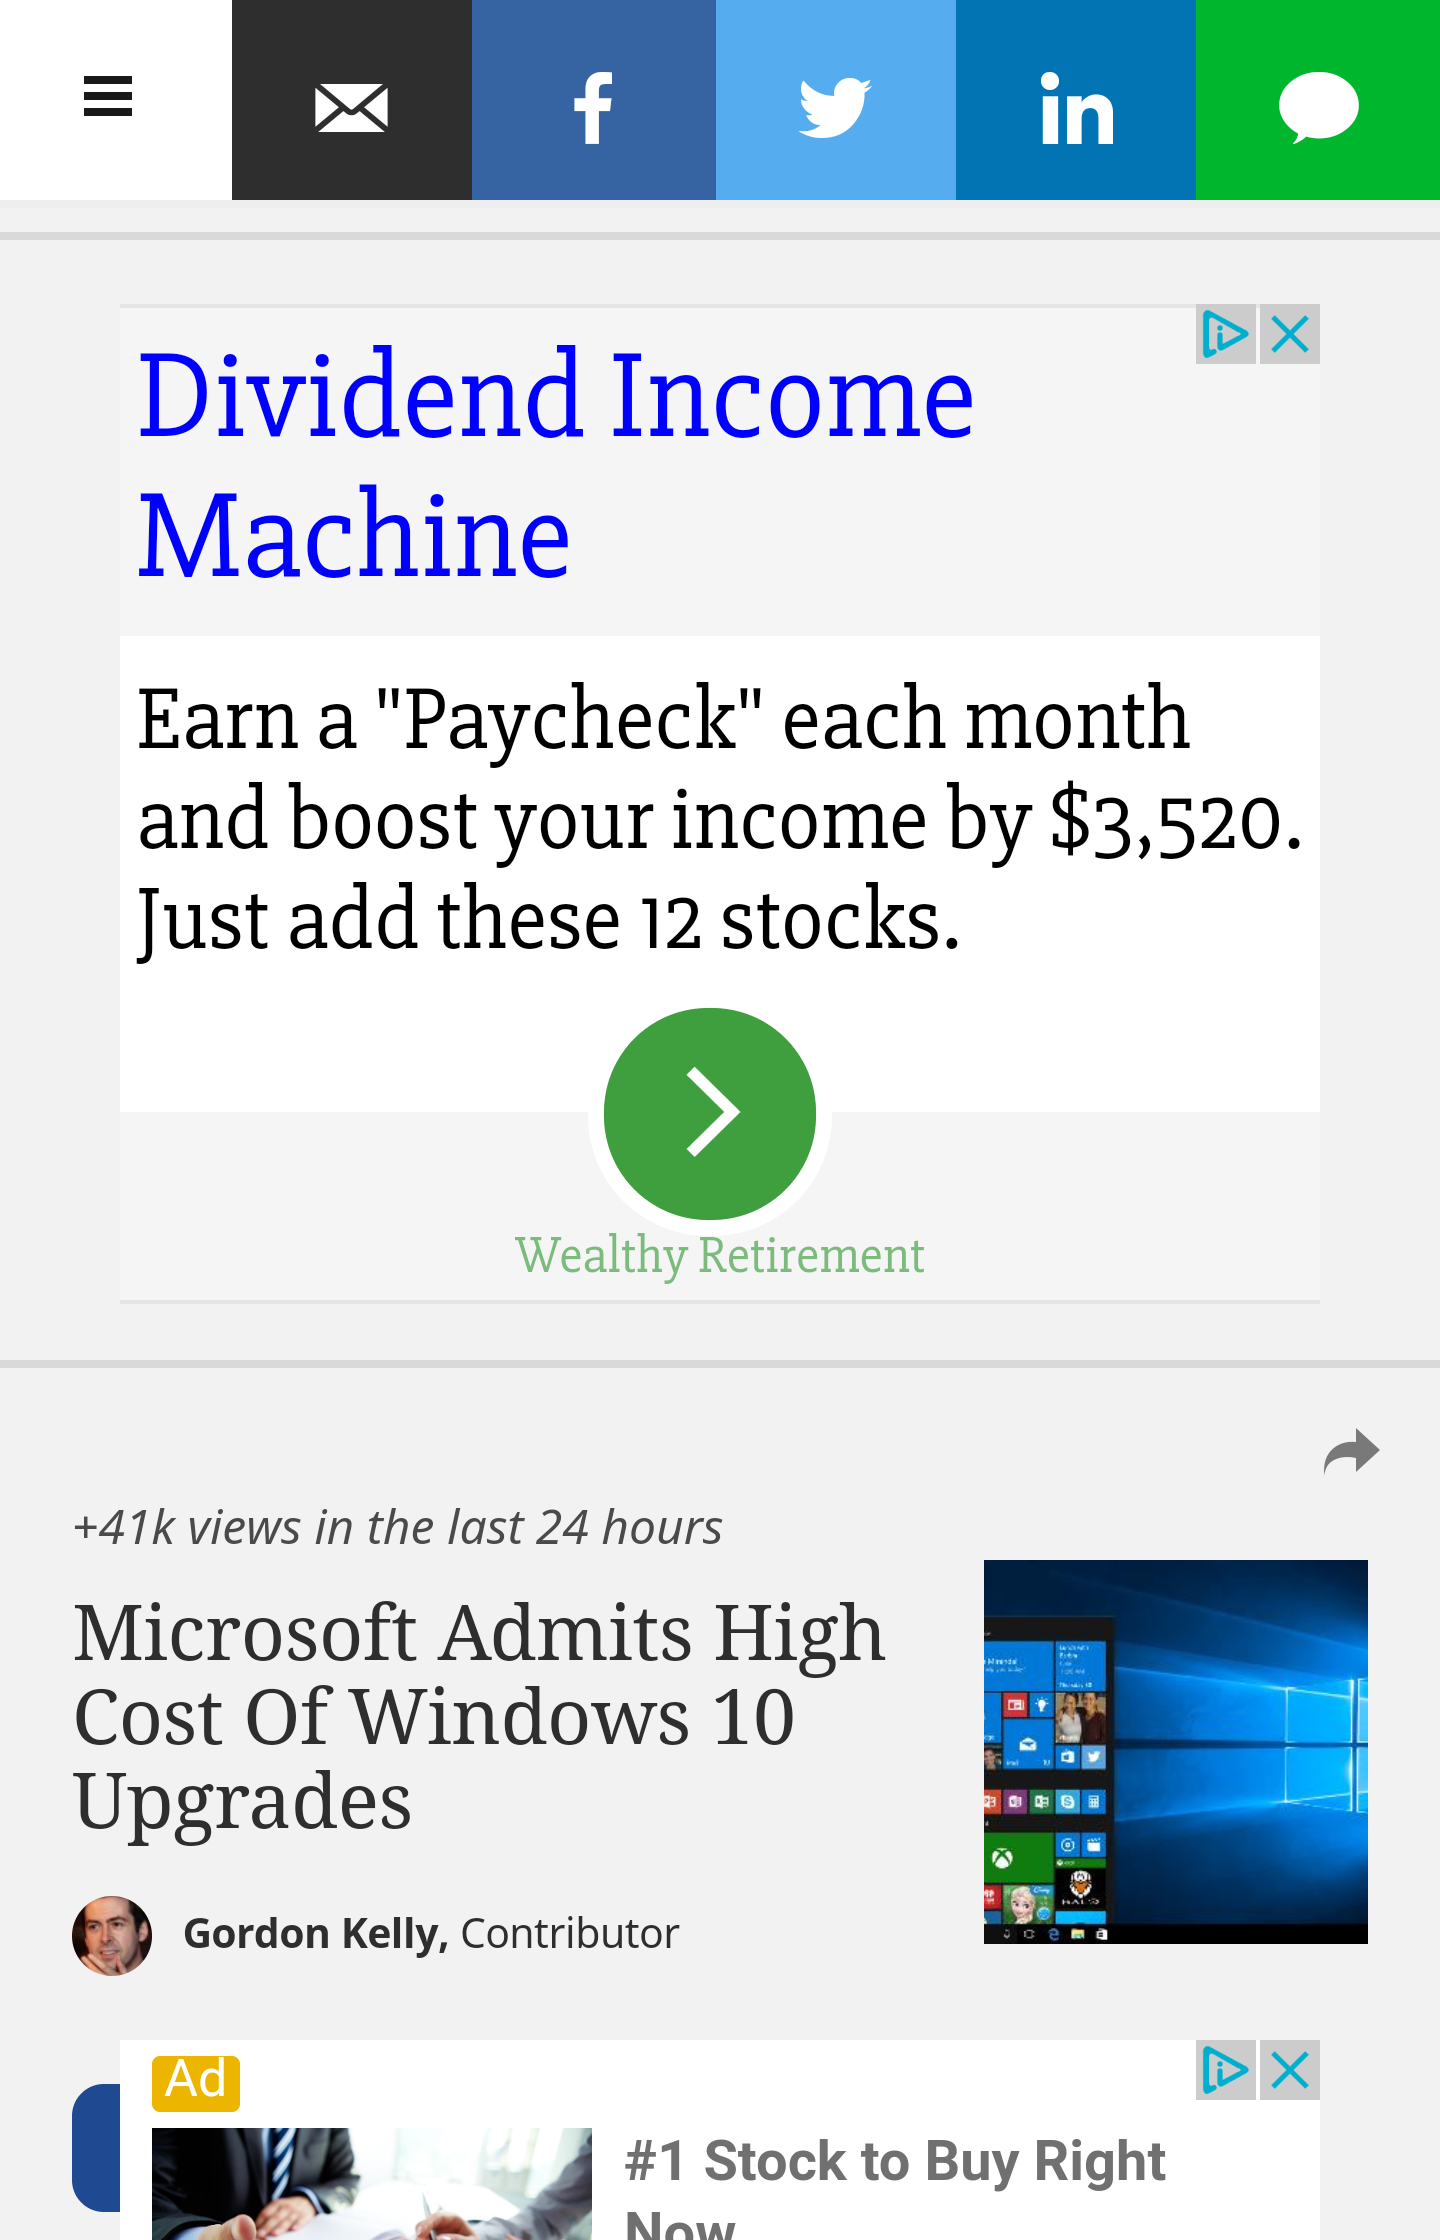 Dividend Income
Machine
Earn a "Paycheck" each month
and boost your income by $3,520.
Just add these 12 stocks.
Wealthy Retirement
+41k views in the last 24 hours
Microsoft Admits High
Cost Of Windows 10
Upgrades
Gordon Kelly, Contributor
Ad
#1 Stock to Buy Right
Now